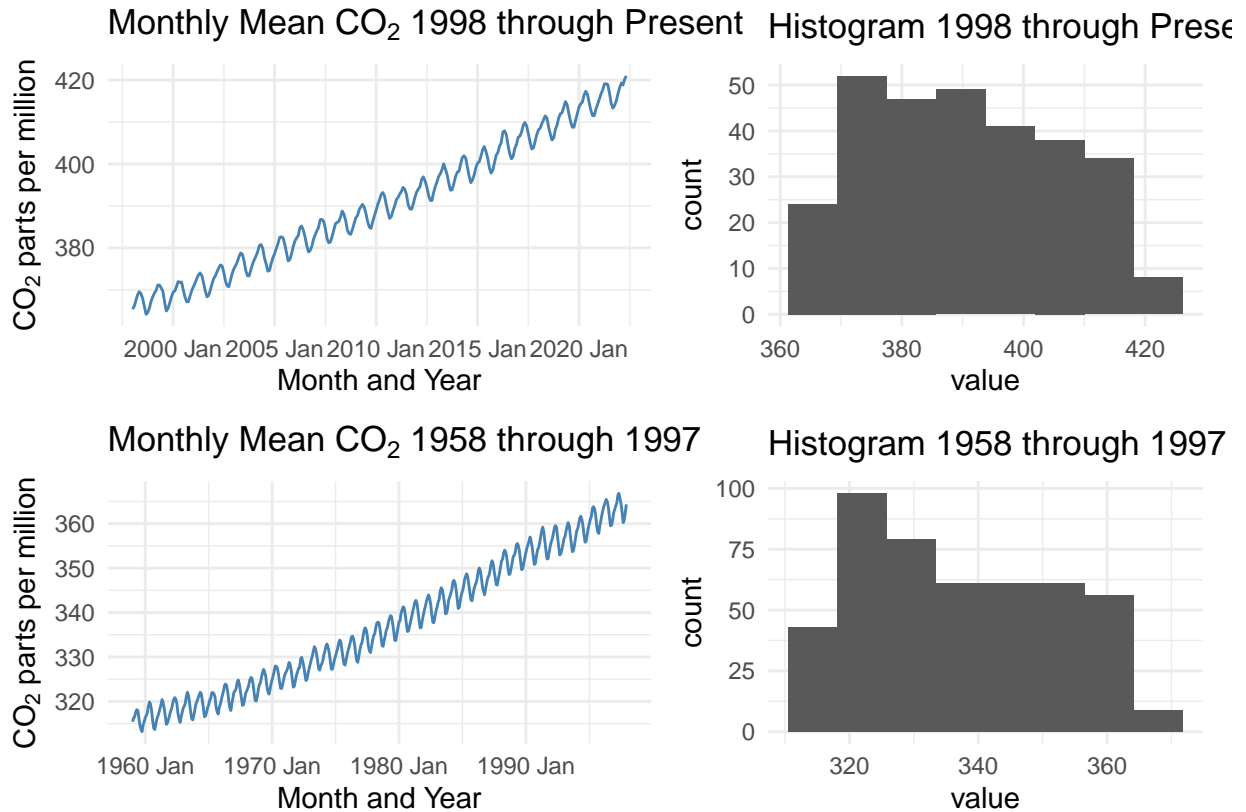 Monthly Mean CO₂ 1998 through Present
CO₂ parts per million
420
400
380
2000 Jan 2005 Jan 2010 Jan 2015 Jan 2020 Jan
Month and Year
Histogram 1998 through Prese
count
50
40
30
20
10
0
360 380 400 420
value
Monthly Mean CO₂ 1958 through 1997
CO₂ parts per million
360
350
340
330
320
1960 Jan 1970 Jan 1980 Jan 1990 Jan
Month and Year
Histogram 1958 through 1997
count
100
75
50
25
0
320 340 360
value